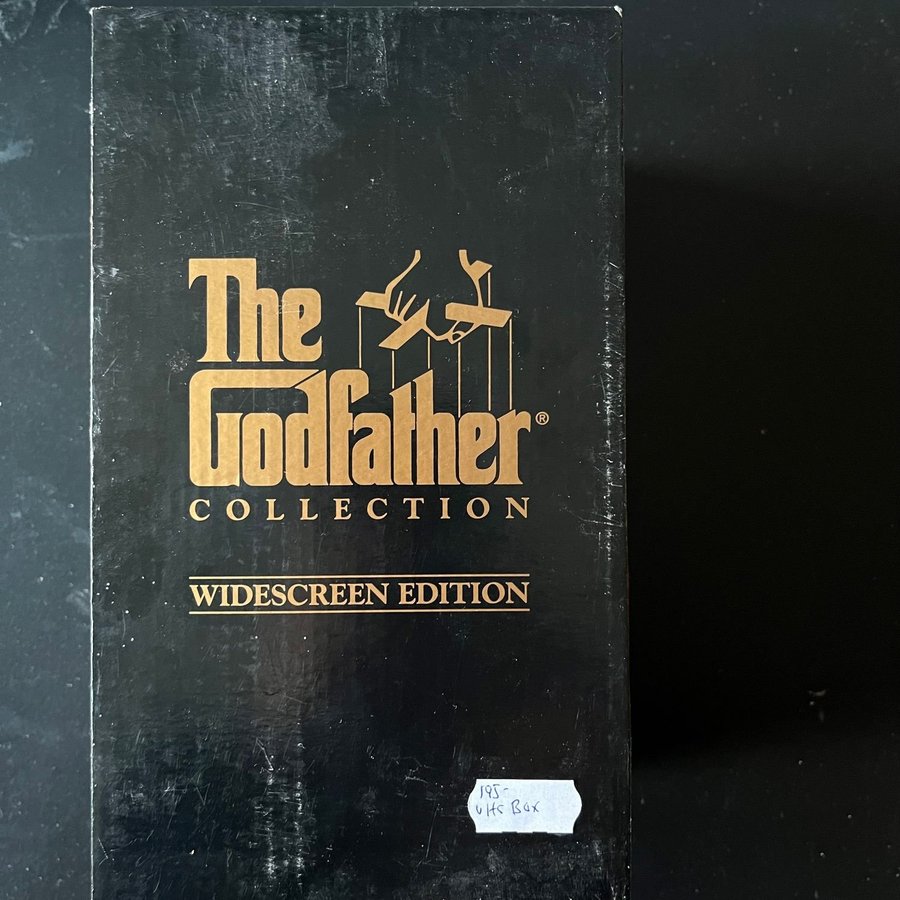 The
Godfather®
COLLECTION
WIDESCREEN EDITION
195-
VHS Box